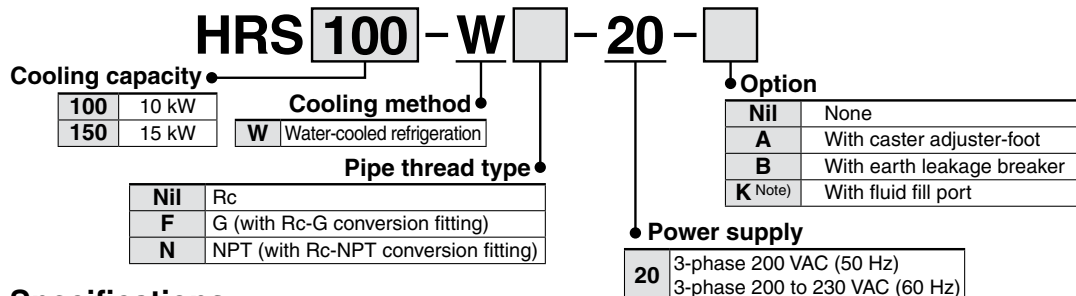 HRS 100 - W - 20 -
Cooling capacity
100 10 kW
150 15 kW
Cooling method
W Water-cooled refrigeration
Pipe thread type
Nil Rc
F G (with Rc-G conversion fitting)
N NPT (with Rc-NPT conversion fitting)
Option
Nil None
A With caster adjuster-foot
B With earth leakage breaker
K Note) With fluid fill port
Power supply
20 3-phase 200 VAC (50 Hz)
3-phase 200 to 230 VAC (60 Hz)